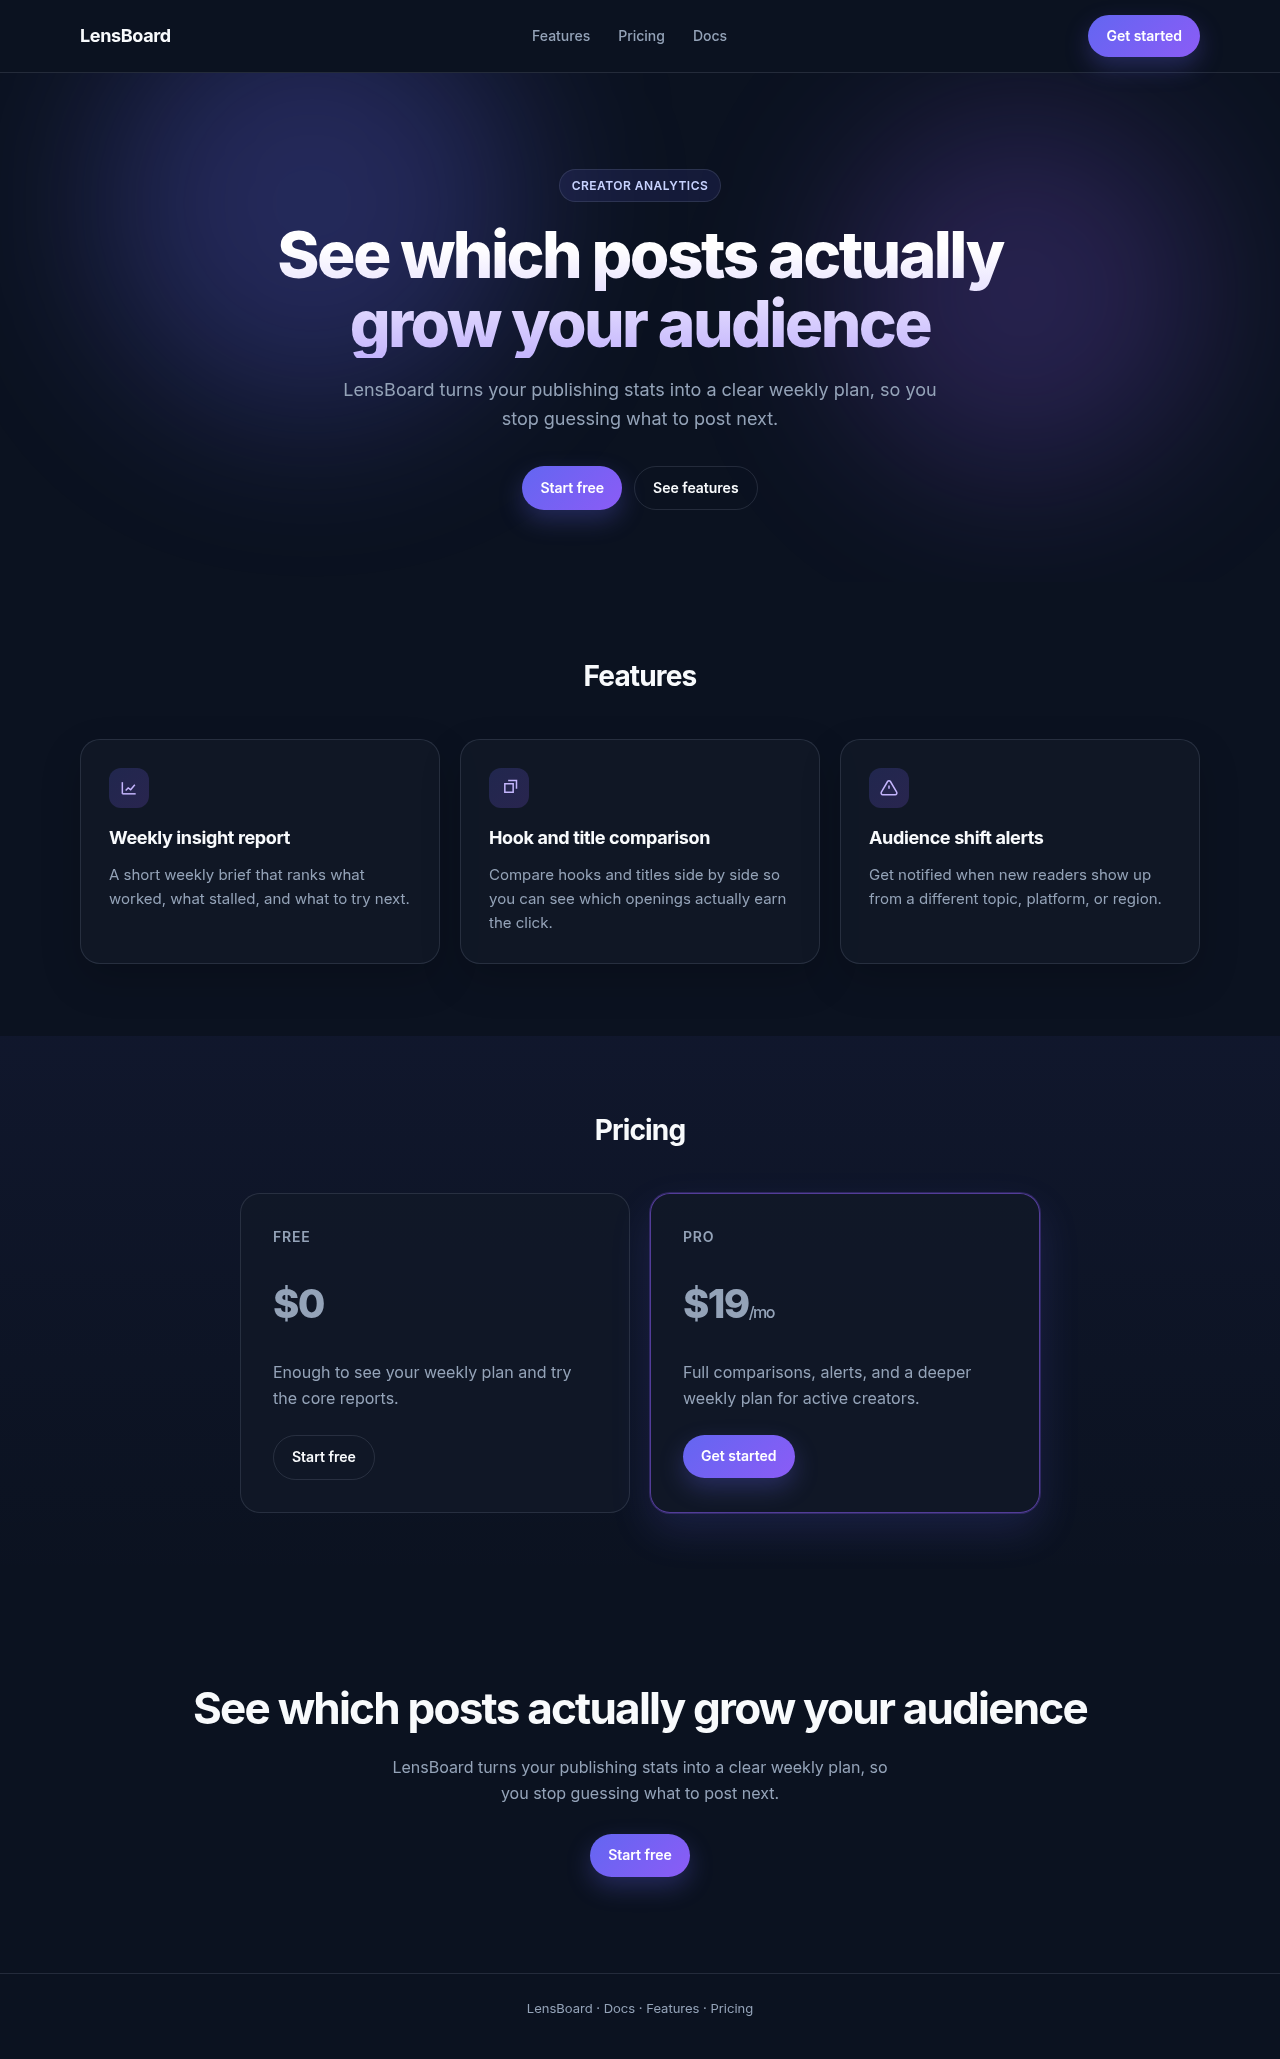 LensBoard
Features
Pricing
Docs
Get started
CREATOR ANALYTICS
See which posts actually
grow your audience
LensBoard turns your publishing stats into a clear weekly plan, so you
stop guessing what to post next.
Start free
See features
Features
Weekly insight report
A short weekly brief that ranks what
worked, what stalled, and what to try next.
Hook and title comparison
Compare hooks and titles side by side so
you can see which openings actually earn
the click.
Audience shift alerts
Get notified when new readers show up
from a different topic, platform, or region.
Pricing
FREE
$0
Enough to see your weekly plan and try
the core reports.
Start free
PRO
$19/mo
Full comparisons, alerts, and a deeper
weekly plan for active creators.
Get started
See which posts actually grow your audience
LensBoard turns your publishing stats into a clear weekly plan, so
you stop guessing what to post next.
Start free
LensBoard · Docs · Features · Pricing